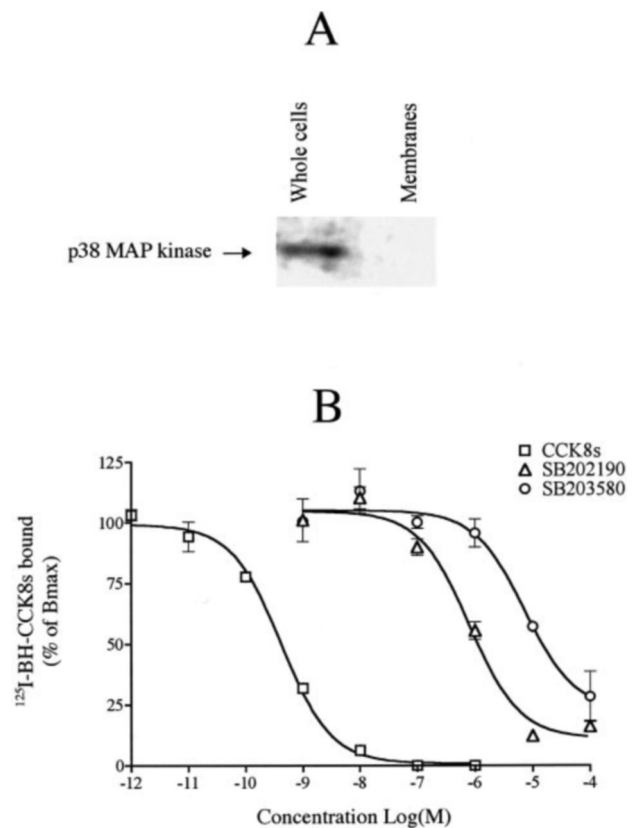 A
Whole cells
Membranes
p38 MAP kinase →
B
□ CCK8s
△ SB202190
○ SB203580
125
100
75
50
25
0
-12 -11 -10 -9 -8 -7 -6 -5 -4
¹²⁵I-BH-CCK8s bound
(% of Bmax)
Concentration Log(M)